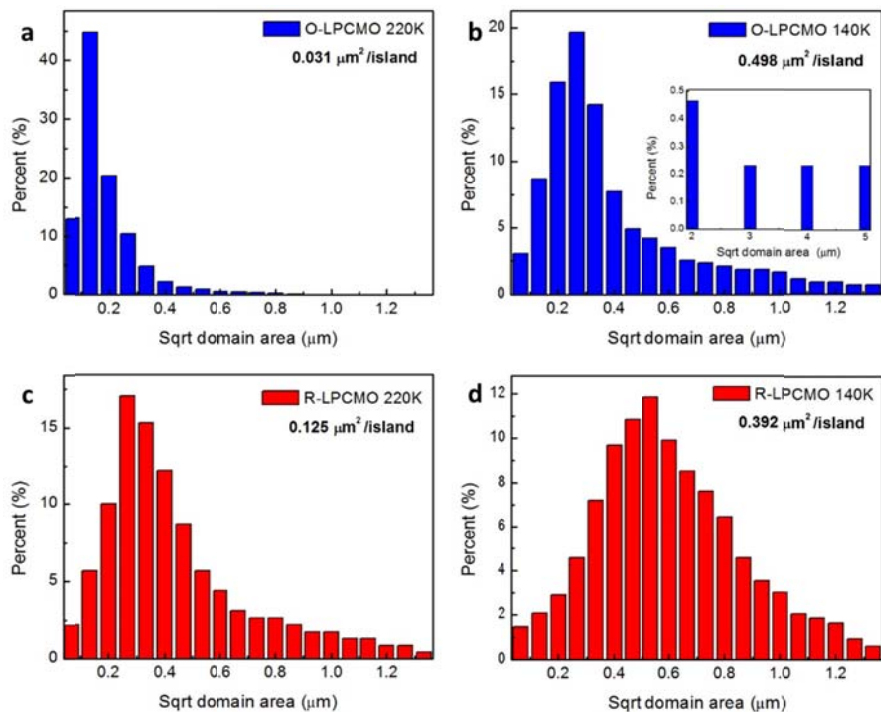 a
O-LPCMO 220K
0.031 μm²/island
Percent (%)
40
30
20
10
0
0.2 0.4 0.6 0.8 1.0 1.2
Sqrt domain area (μm)
b
O-LPCMO 140K
0.498 μm²/island
Percent (%)
20
15
10
5
0
0.2 0.4 0.6 0.8 1.0 1.2
Sqrt domain area (μm)
Percent (%)
0.5
0.4
0.3
0.2
0.1
0.0
2 3 4 5
Sqrt domain area (μm)
c
R-LPCMO 220K
0.125 μm²/island
Percent (%)
15
10
5
0
0.2 0.4 0.6 0.8 1.0 1.2
Sqrt domain area (μm)
d
R-LPCMO 140K
0.392 μm²/island
Percent (%)
12
10
8
6
4
2
0
0.2 0.4 0.6 0.8 1.0 1.2
Sqrt domain area (μm)